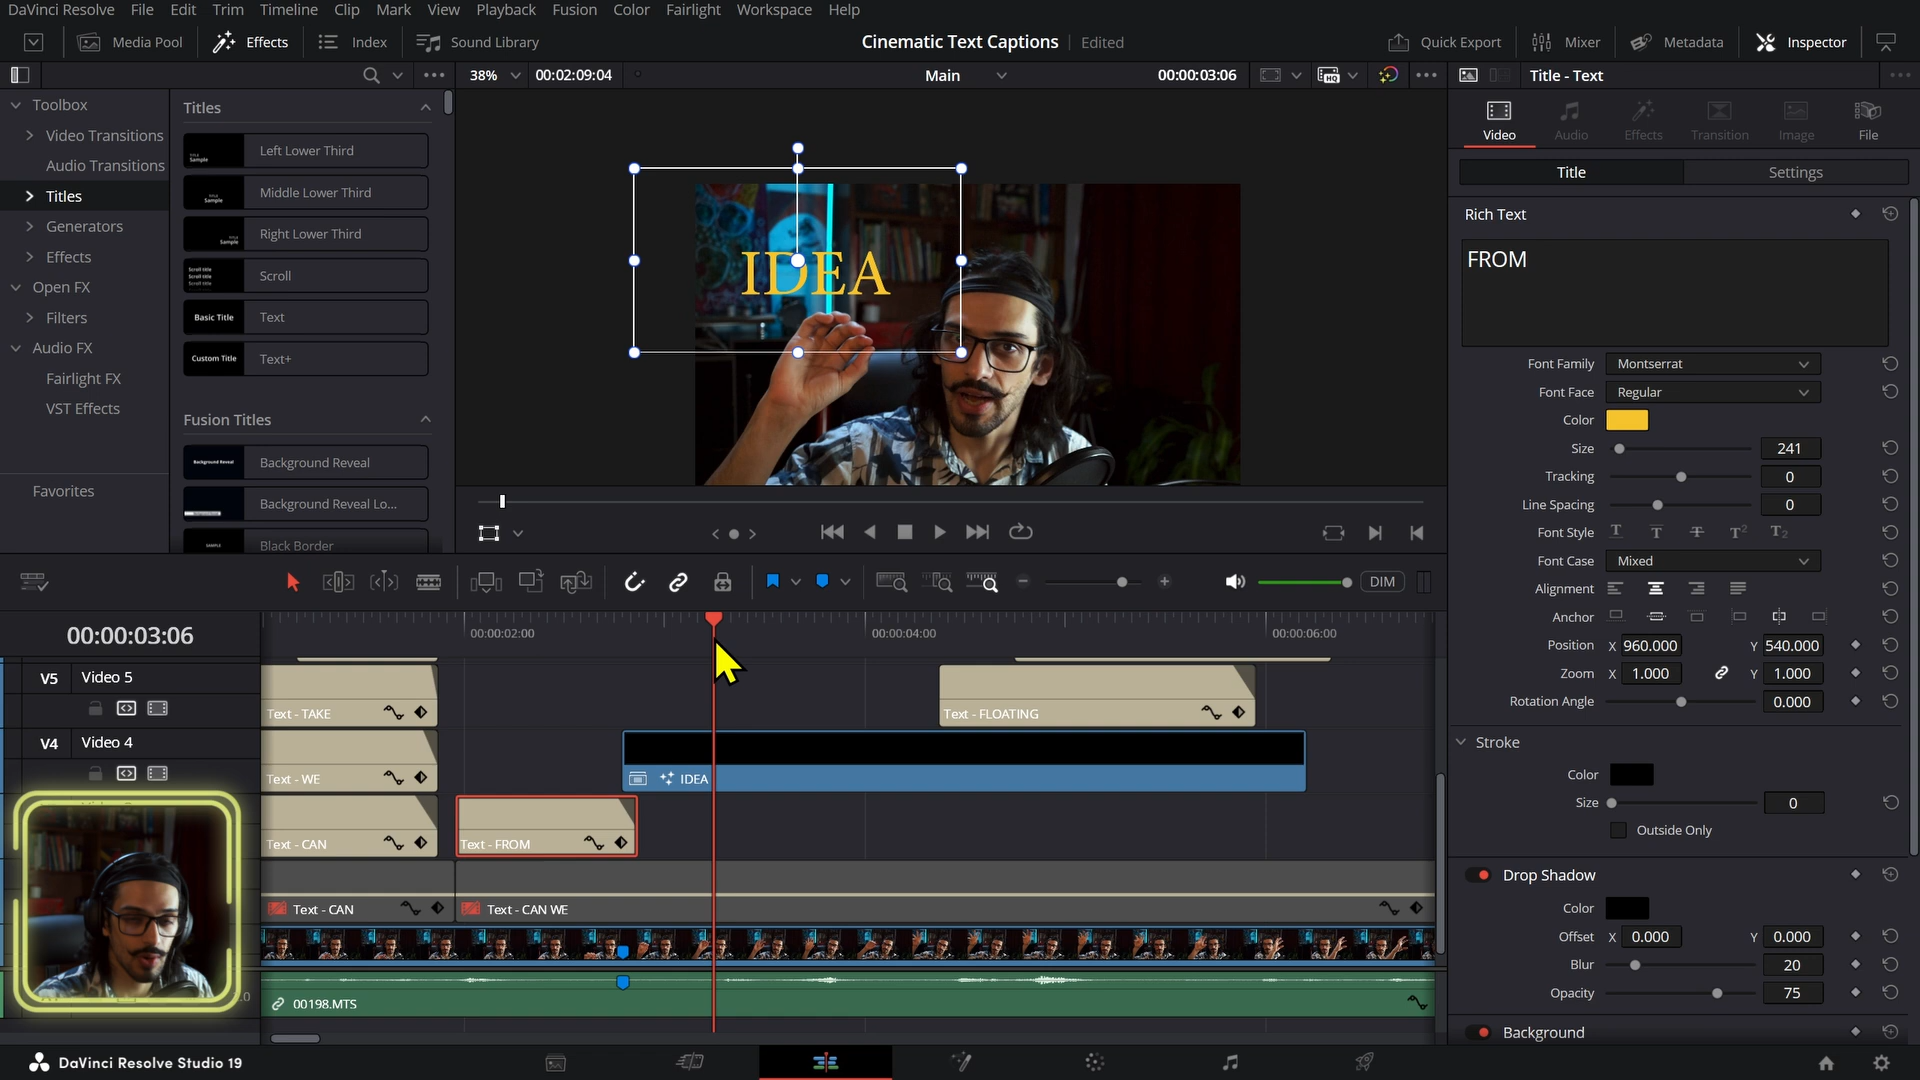 DaVinci Resolve File Edit Trim Timeline Clip Mark View Playback Fusion Color Fairlight Workspace Help
Media Pool Effects Index Sound Library Cinematic Text Captions Edited Quick Export Mixer Metadata Inspector
38% 00:02:09:04 Main 00:00:03:06 Title - Text
Toolbox
Video Transitions
Audio Transitions
Titles
Generators
Effects
Open FX
Filters
Audio FX
Fairlight FX
VST Effects
Favorites
Titles
Left Lower Third
Middle Lower Third
Right Lower Third
Scroll
Basic Title Text
Custom Title Text+
Fusion Titles
Background Reveal Background Reveal
Background Reveal Lo...
Black Border
IDEA
Video Audio Effects Transition Image File
Title Settings
Rich Text
FROM
Font Family Montserrat
Font Face Regular
Color
Size 241
Tracking 0
Line Spacing 0
Font Style T T T T2 T2
Font Case Mixed
Alignment
Anchor
Position X 960.000 Y 540.000
Zoom X 1.000 Y 1.000
Rotation Angle 0.000
Stroke
Color
Size 0
Outside Only
Drop Shadow
Color
Offset X 0.000 Y 0.000
Blur 20
Opacity 75
Background
DIM
00:00:03:06
00:00:02:00 00:00:04:00 00:00:06:00
V5 Video 5
Text - TAKE Text - FLOATING
V4 Video 4
Text - WE IDEA
Text - CAN Text - FROM
Text - CAN Text - CAN WE
00198.MTS
DaVinci Resolve Studio 19